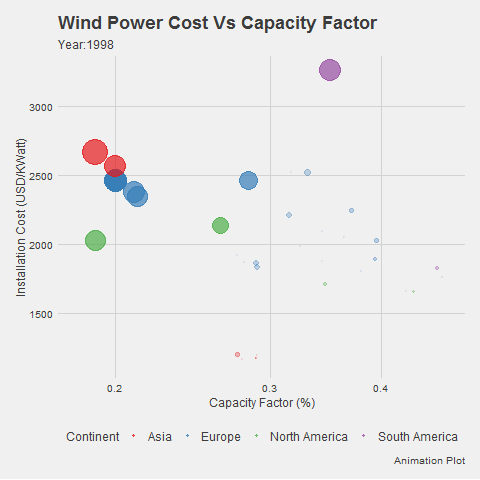 Wind Power Cost Vs Capacity Factor
Year:1998
Installation Cost (USD/KWatt)
3000
2500
2000
1500
0.2 0.3 0.4
Capacity Factor (%)
Continent Asia Europe North America South America
Animation Plot